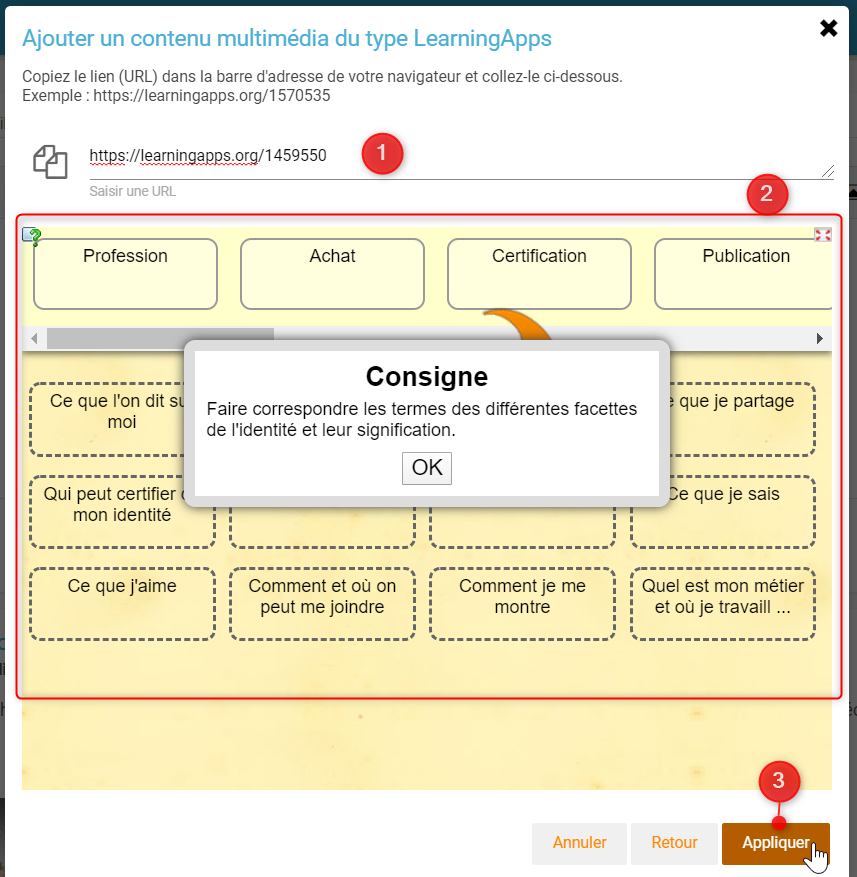 Ajouter un contenu multimédia du type LearningApps
Copiez le lien (URL) dans la barre d'adresse de votre navigateur et collez-le ci-dessous.
Exemple : https://learningapps.org/1570535
https://learningapps.org/1459550
1
Saisir une URL
2
Profession
Achat
Certification
Publication
Consigne
Faire correspondre les termes des différentes facettes
de l'identité et leur signification.
OK
Ce que l'on dit su
moi
e que je partage
Qui peut certifier
mon identité
Ce que je sais
Ce que j'aime
Comment et où on
peut me joindre
Comment je me
montre
Quel est mon métier
et où je travaill ...
3
Annuler
Retour
Appliquer